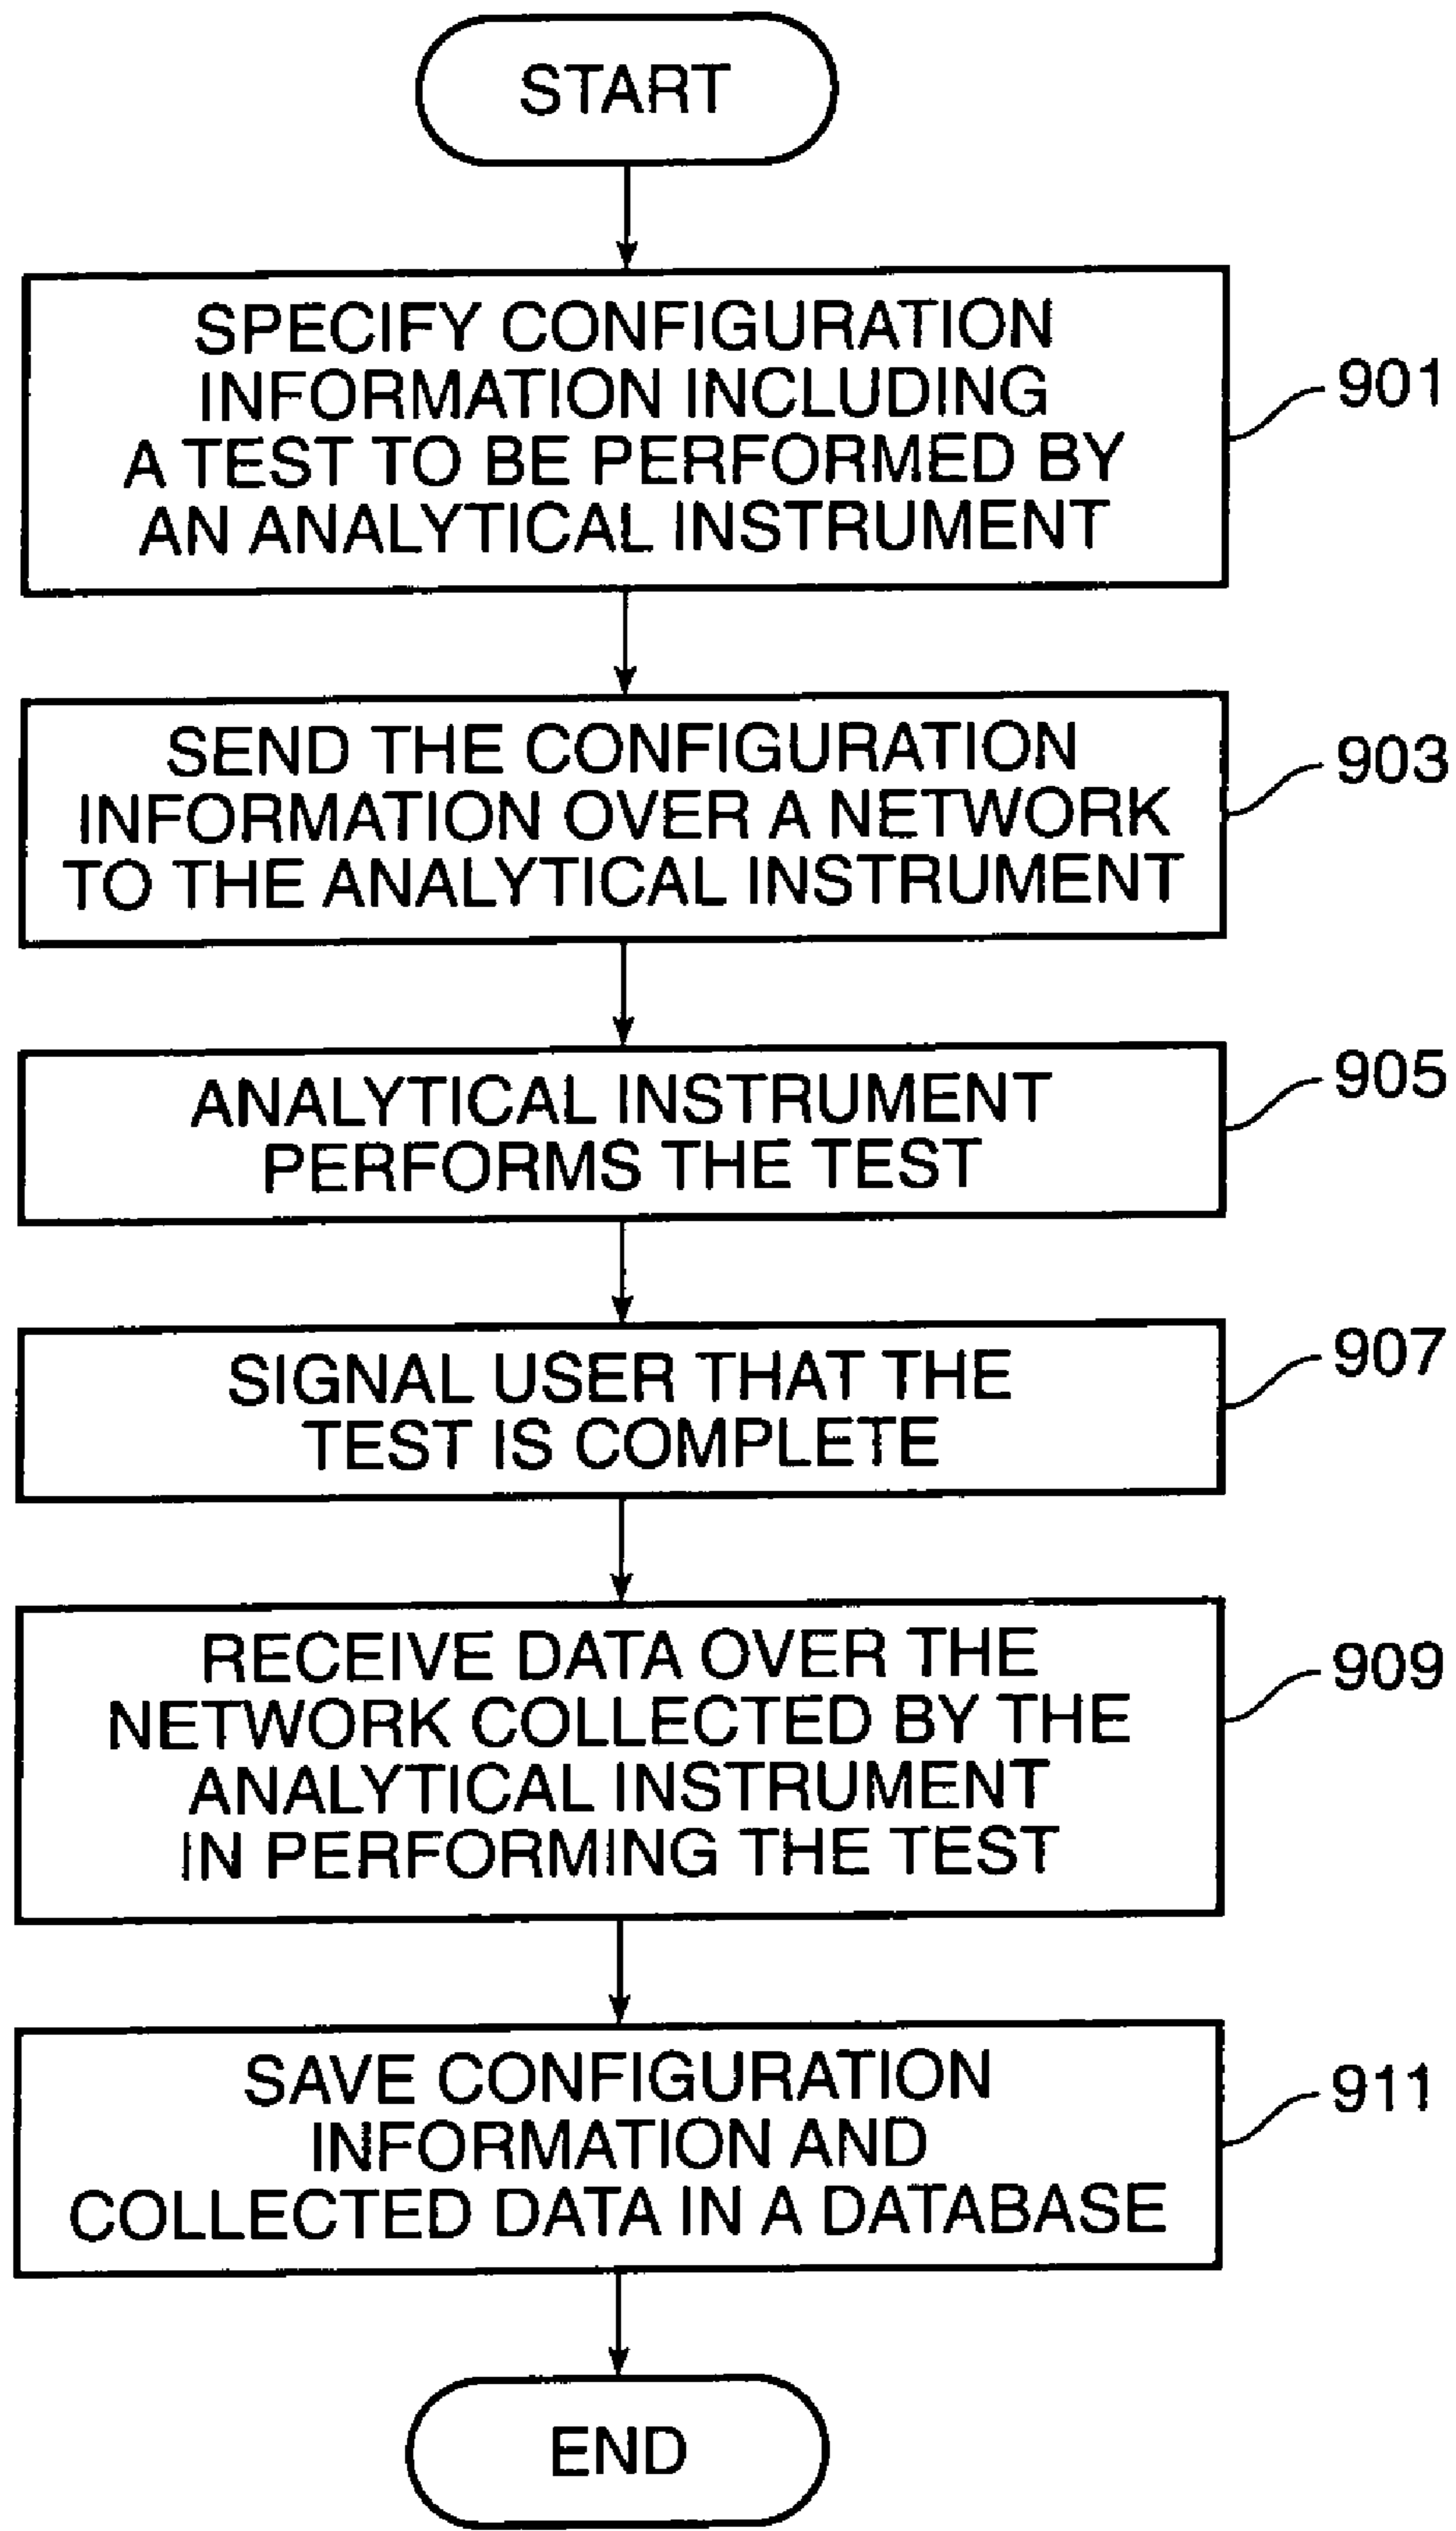 START
SPECIFY CONFIGURATION
INFORMATION INCLUDING
A TEST TO BE PERFORMED BY
AN ANALYTICAL INSTRUMENT
901
SEND THE CONFIGURATION
INFORMATION OVER A NETWORK
TO THE ANALYTICAL INSTRUMENT
903
ANALYTICAL INSTRUMENT
PERFORMS THE TEST
905
SIGNAL USER THAT THE
TEST IS COMPLETE
907
RECEIVE DATA OVER THE
NETWORK COLLECTED BY THE
ANALYTICAL INSTRUMENT
IN PERFORMING THE TEST
909
SAVE CONFIGURATION
INFORMATION AND
COLLECTED DATA IN A DATABASE
911
END